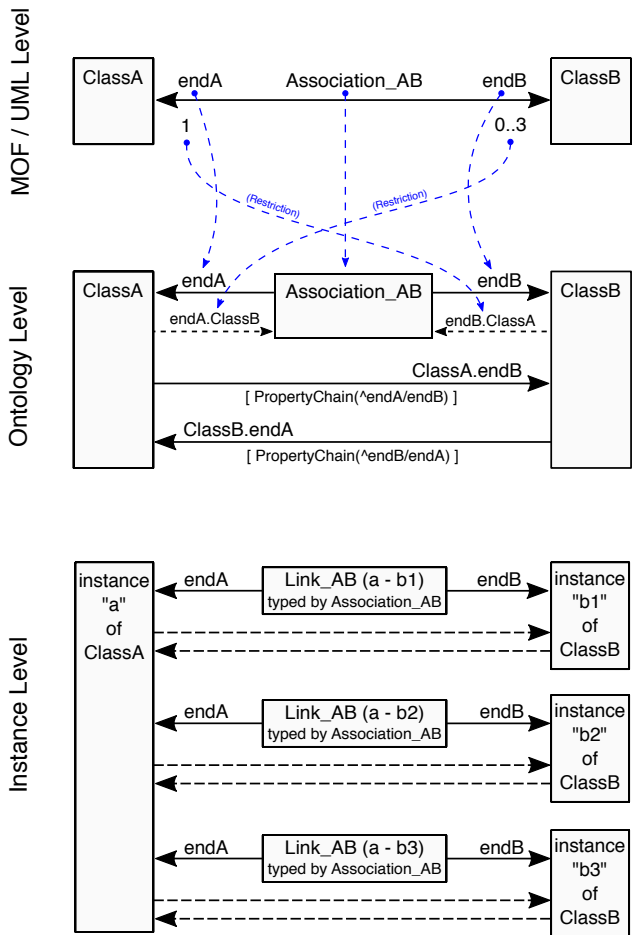 MOF / UML Level
ClassA
endA
Association_AB
endB
ClassB
1
0..3
(Restriction)
(Restriction)
Ontology Level
ClassA
endA
Association_AB
endB
ClassB
endA.ClassB
endB.ClassA
ClassA.endB
[ PropertyChain(^endA/endB) ]
ClassB.endA
[ PropertyChain(^endB/endA) ]
Instance Level
instance
"a"
of
ClassA
endA
Link_AB (a - b1)
typed by Association_AB
endB
instance
"b1"
of
ClassB
endA
Link_AB (a - b2)
typed by Association_AB
endB
instance
"b2"
of
ClassB
endA
Link_AB (a - b3)
typed by Association_AB
endB
instance
"b3"
of
ClassB